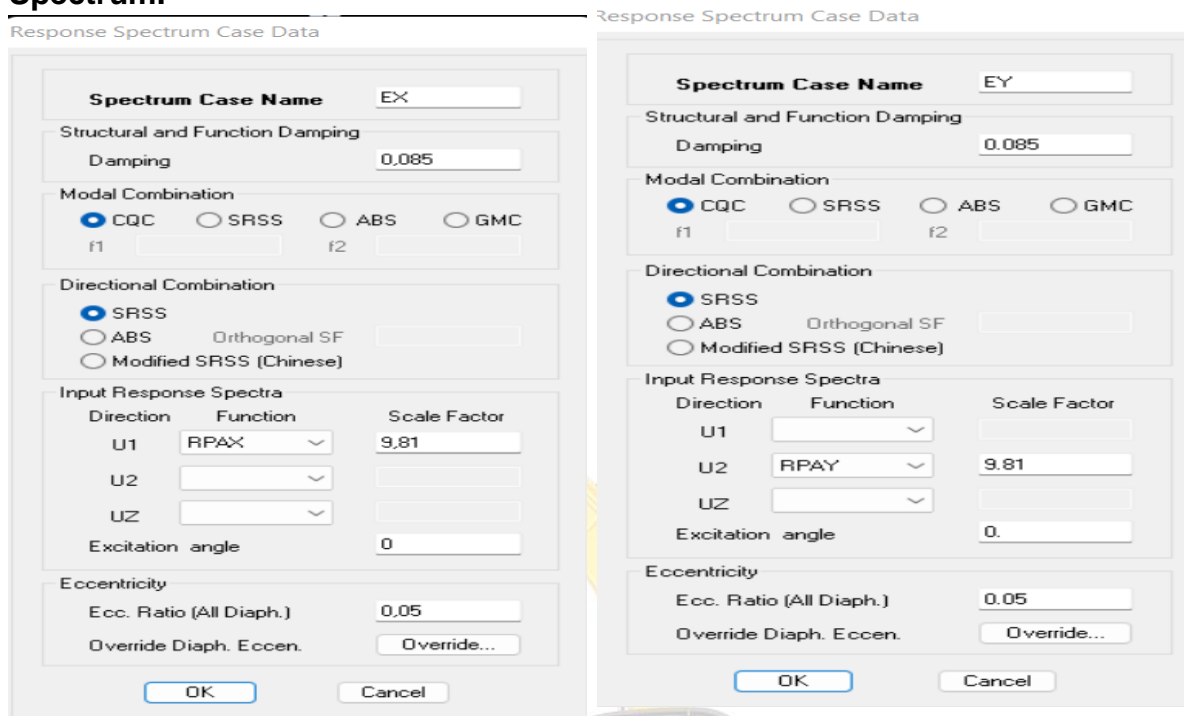 Spectrum.
Response Spectrum Case Data
Spectrum Case Name EX
Structural and Function Damping
Damping 0,085
Modal Combination
CQC SRSS ABS GMC
f1 f2
Directional Combination
SRSS
ABS Orthogonal SF
Modified SRSS (Chinese)
Input Response Spectra
Direction Function Scale Factor
U1 RPAX 9,81
U2
UZ
Excitation angle 0
Eccentricity
Ecc. Ratio (All Diaph.) 0,05
Override Diaph. Eccen. Override...
OK Cancel
Response Spectrum Case Data
Spectrum Case Name EY
Structural and Function Damping
Damping 0.085
Modal Combination
CQC SRSS ABS GMC
f1 f2
Directional Combination
SRSS
ABS Orthogonal SF
Modified SRSS (Chinese)
Input Response Spectra
Direction Function Scale Factor
U1
U2 RPAY 9.81
UZ
Excitation angle 0.
Eccentricity
Ecc. Ratio (All Diaph.) 0.05
Override Diaph. Eccen. Override...
OK Cancel